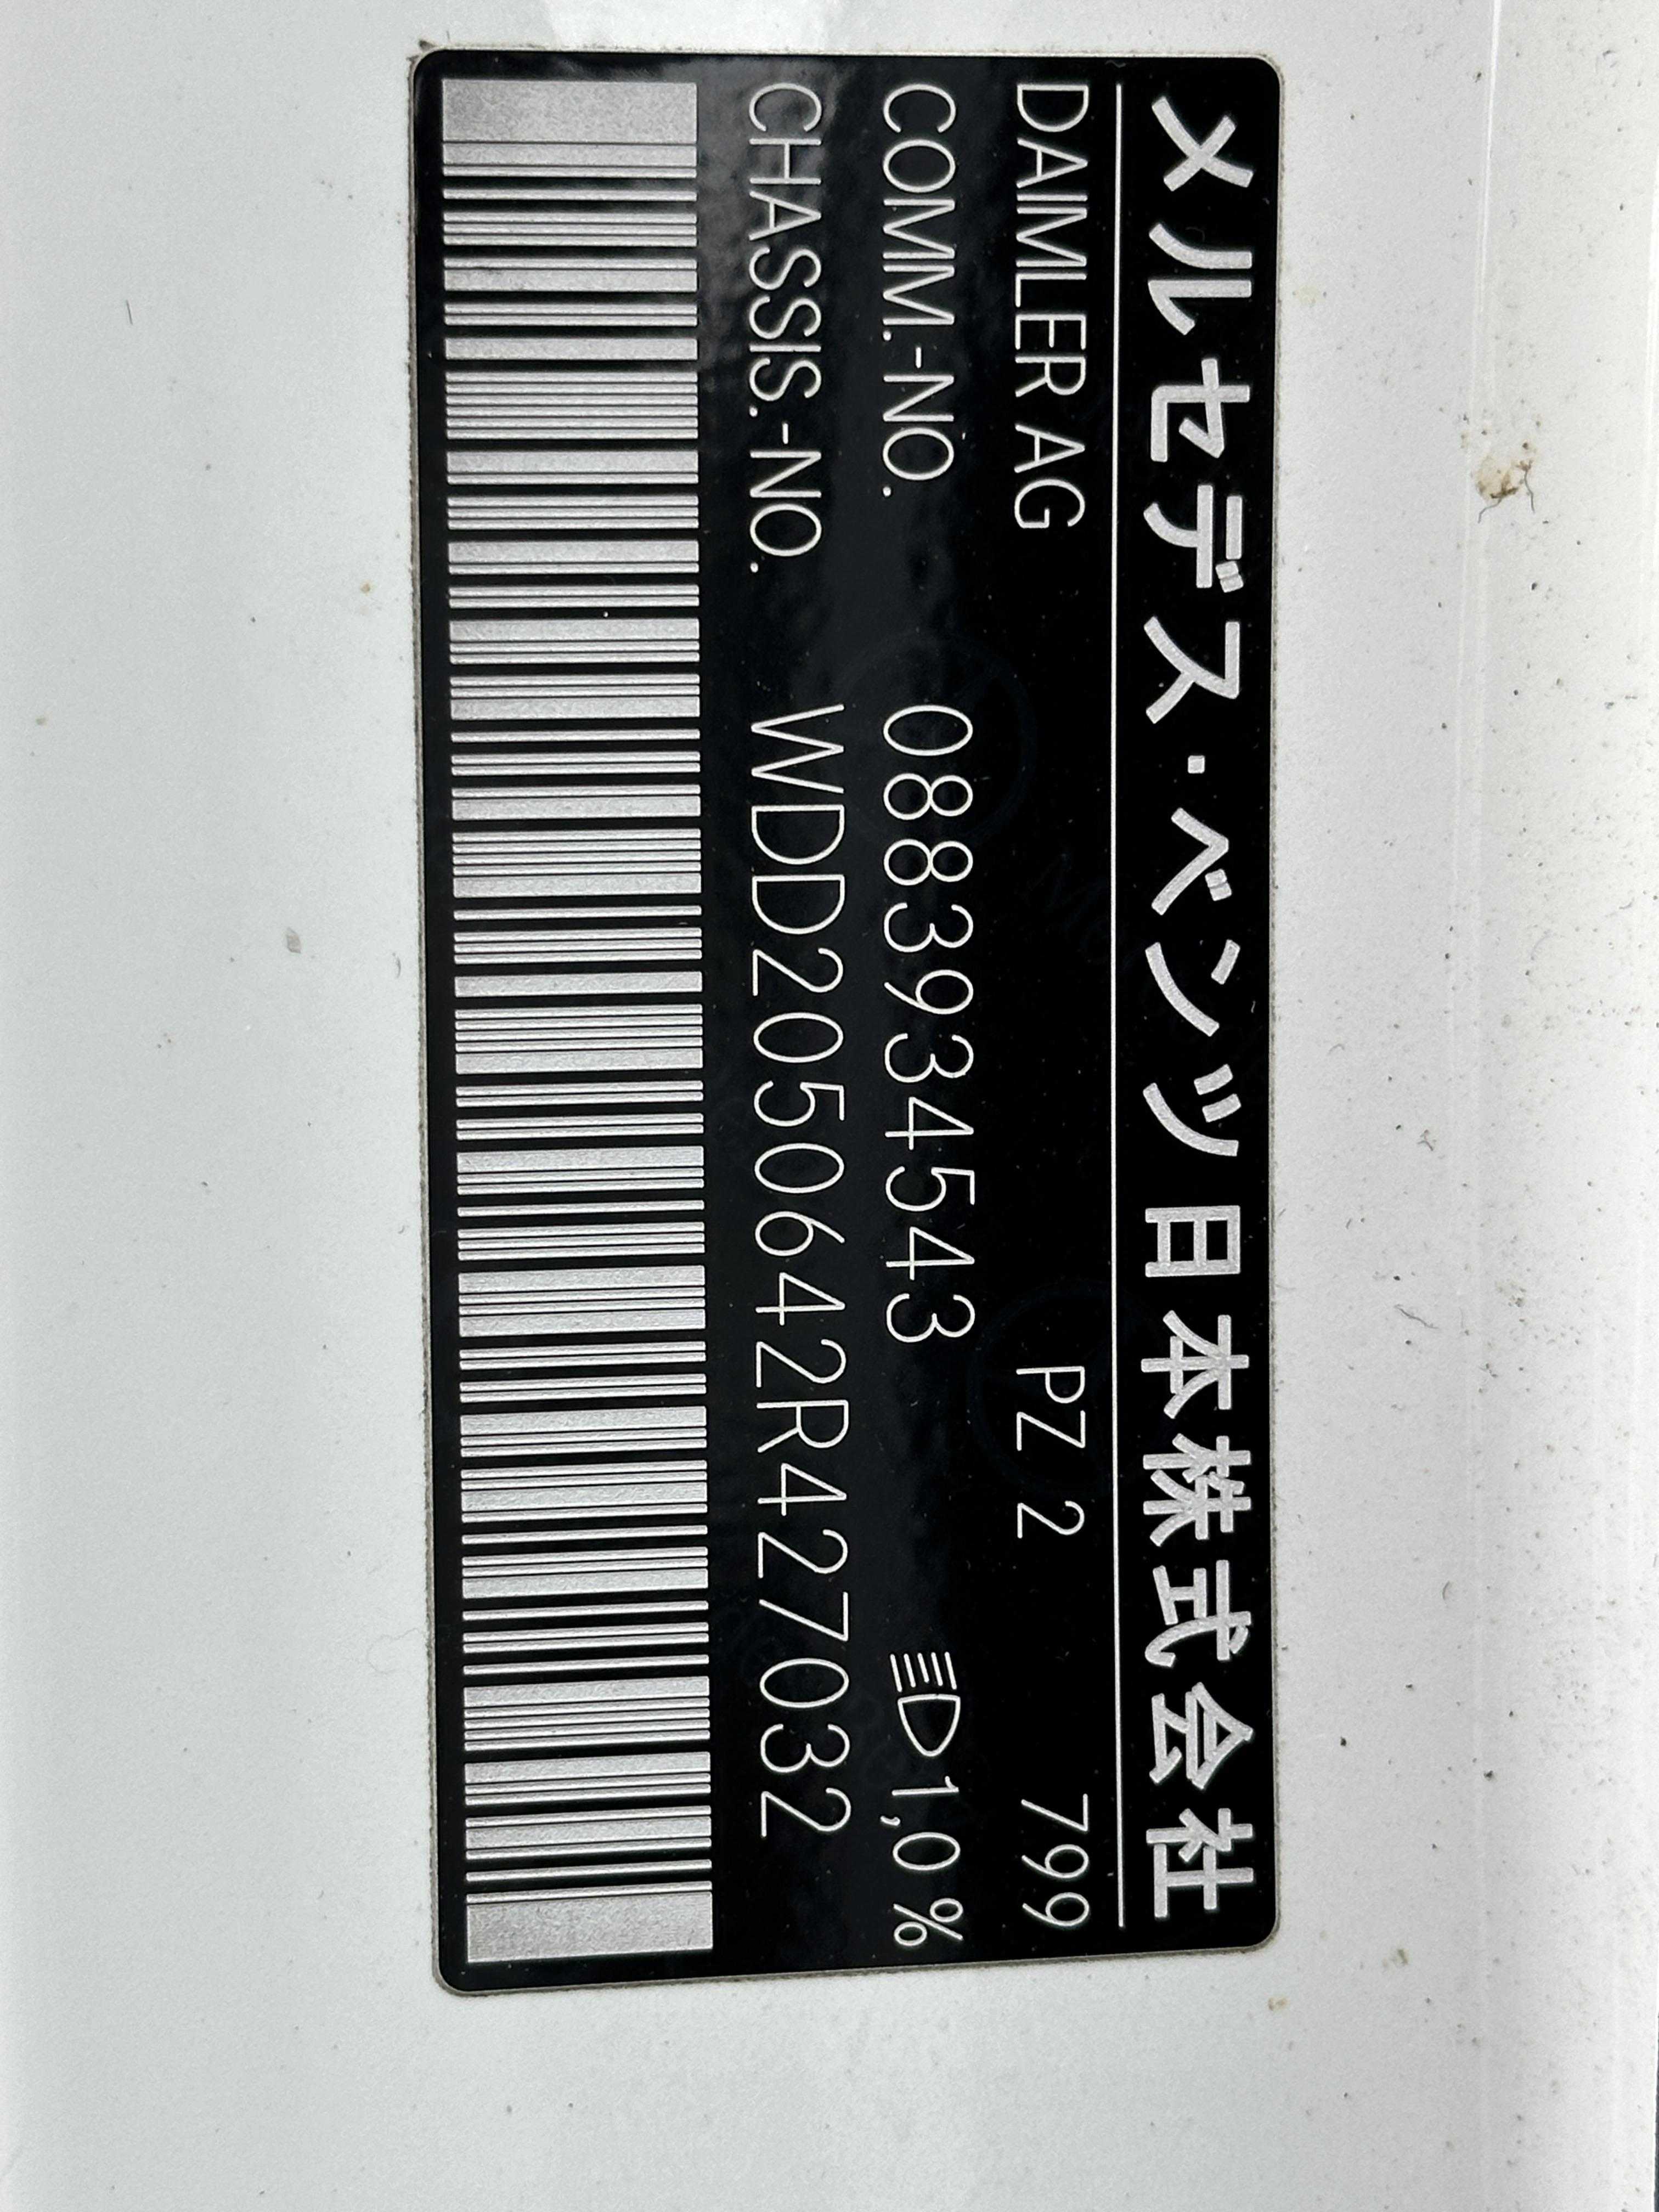 メルセデス・ベンツ日本株式会社
DAIMLER AG PZ 2 799
COMM.-NO. 0883934543 1,0 %
CHASSIS.-NO. WDD2050642R427032